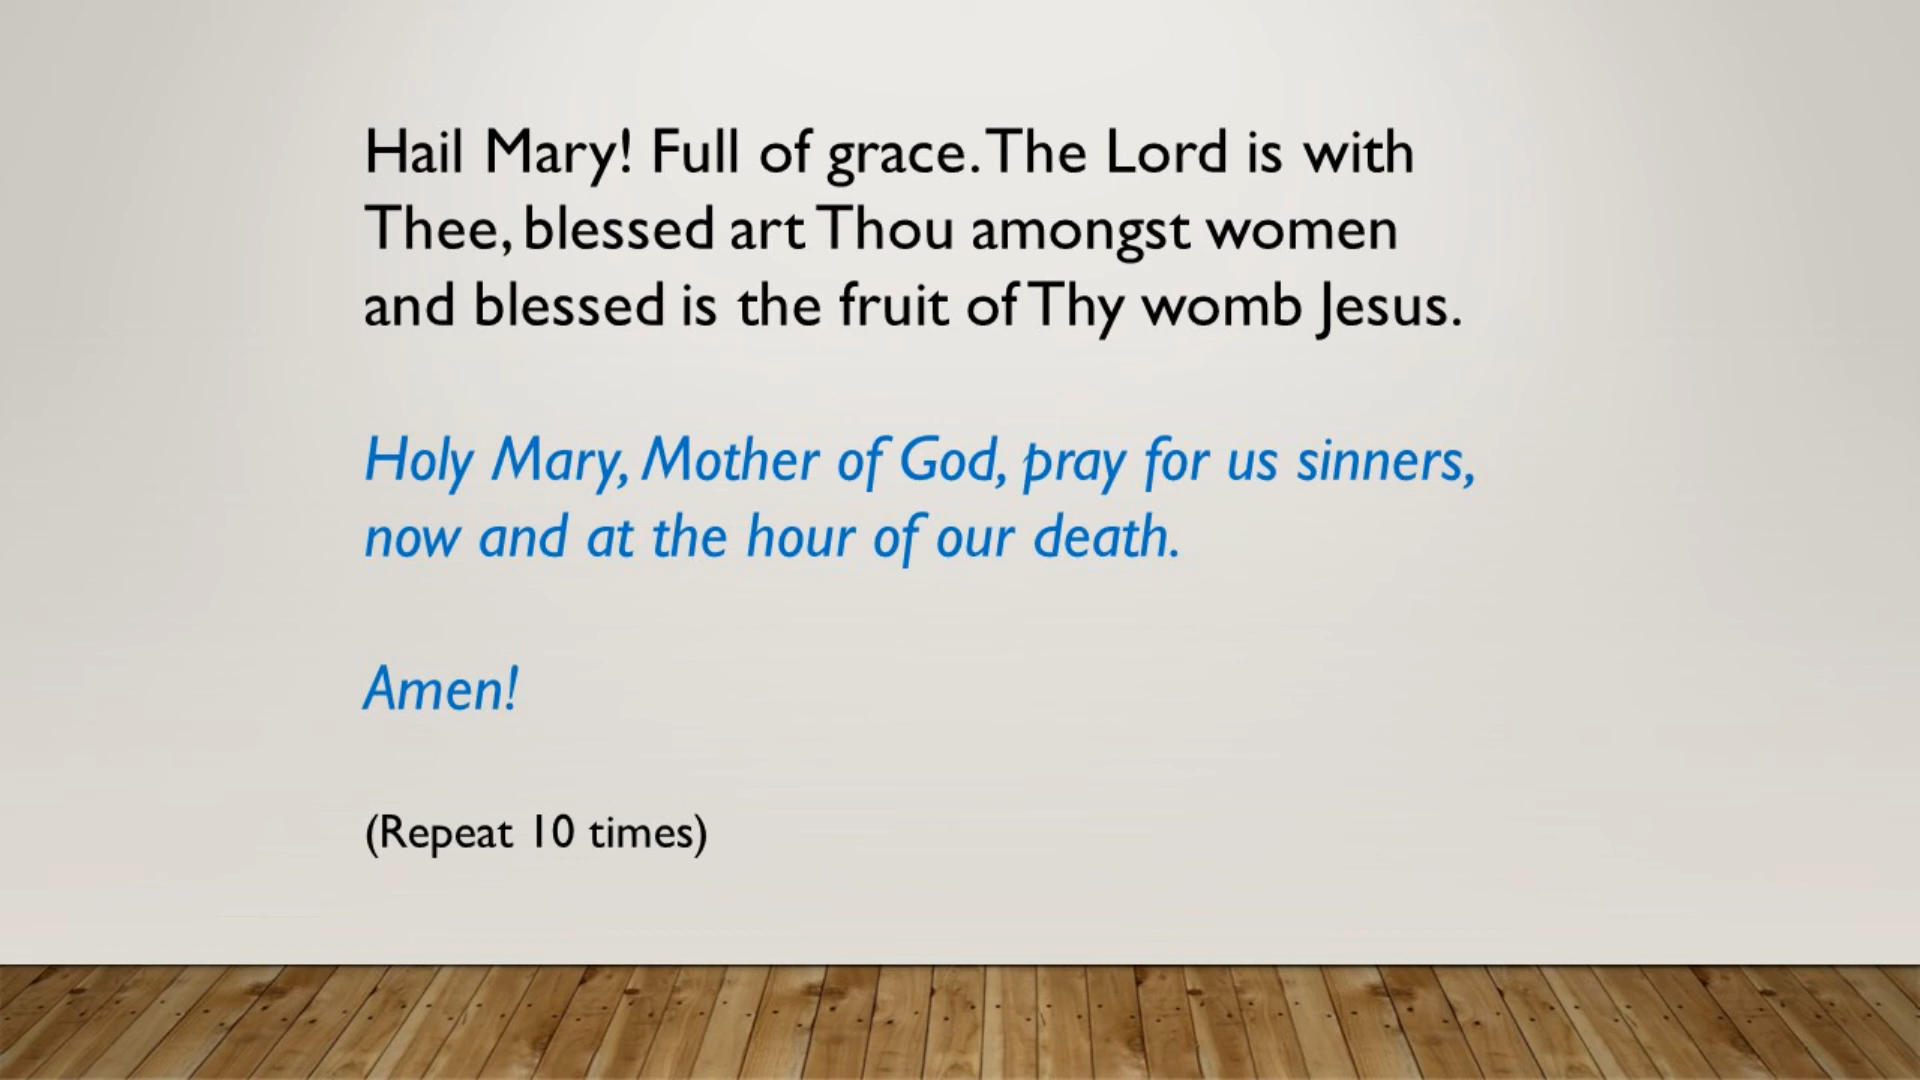 Hail Mary! Full of grace. The Lord is with
Thee, blessed art Thou amongst women
and blessed is the fruit of Thy womb Jesus.
Holy Mary, Mother of God, pray for us sinners,
now and at the hour of our death.
Amen!
(Repeat 10 times)